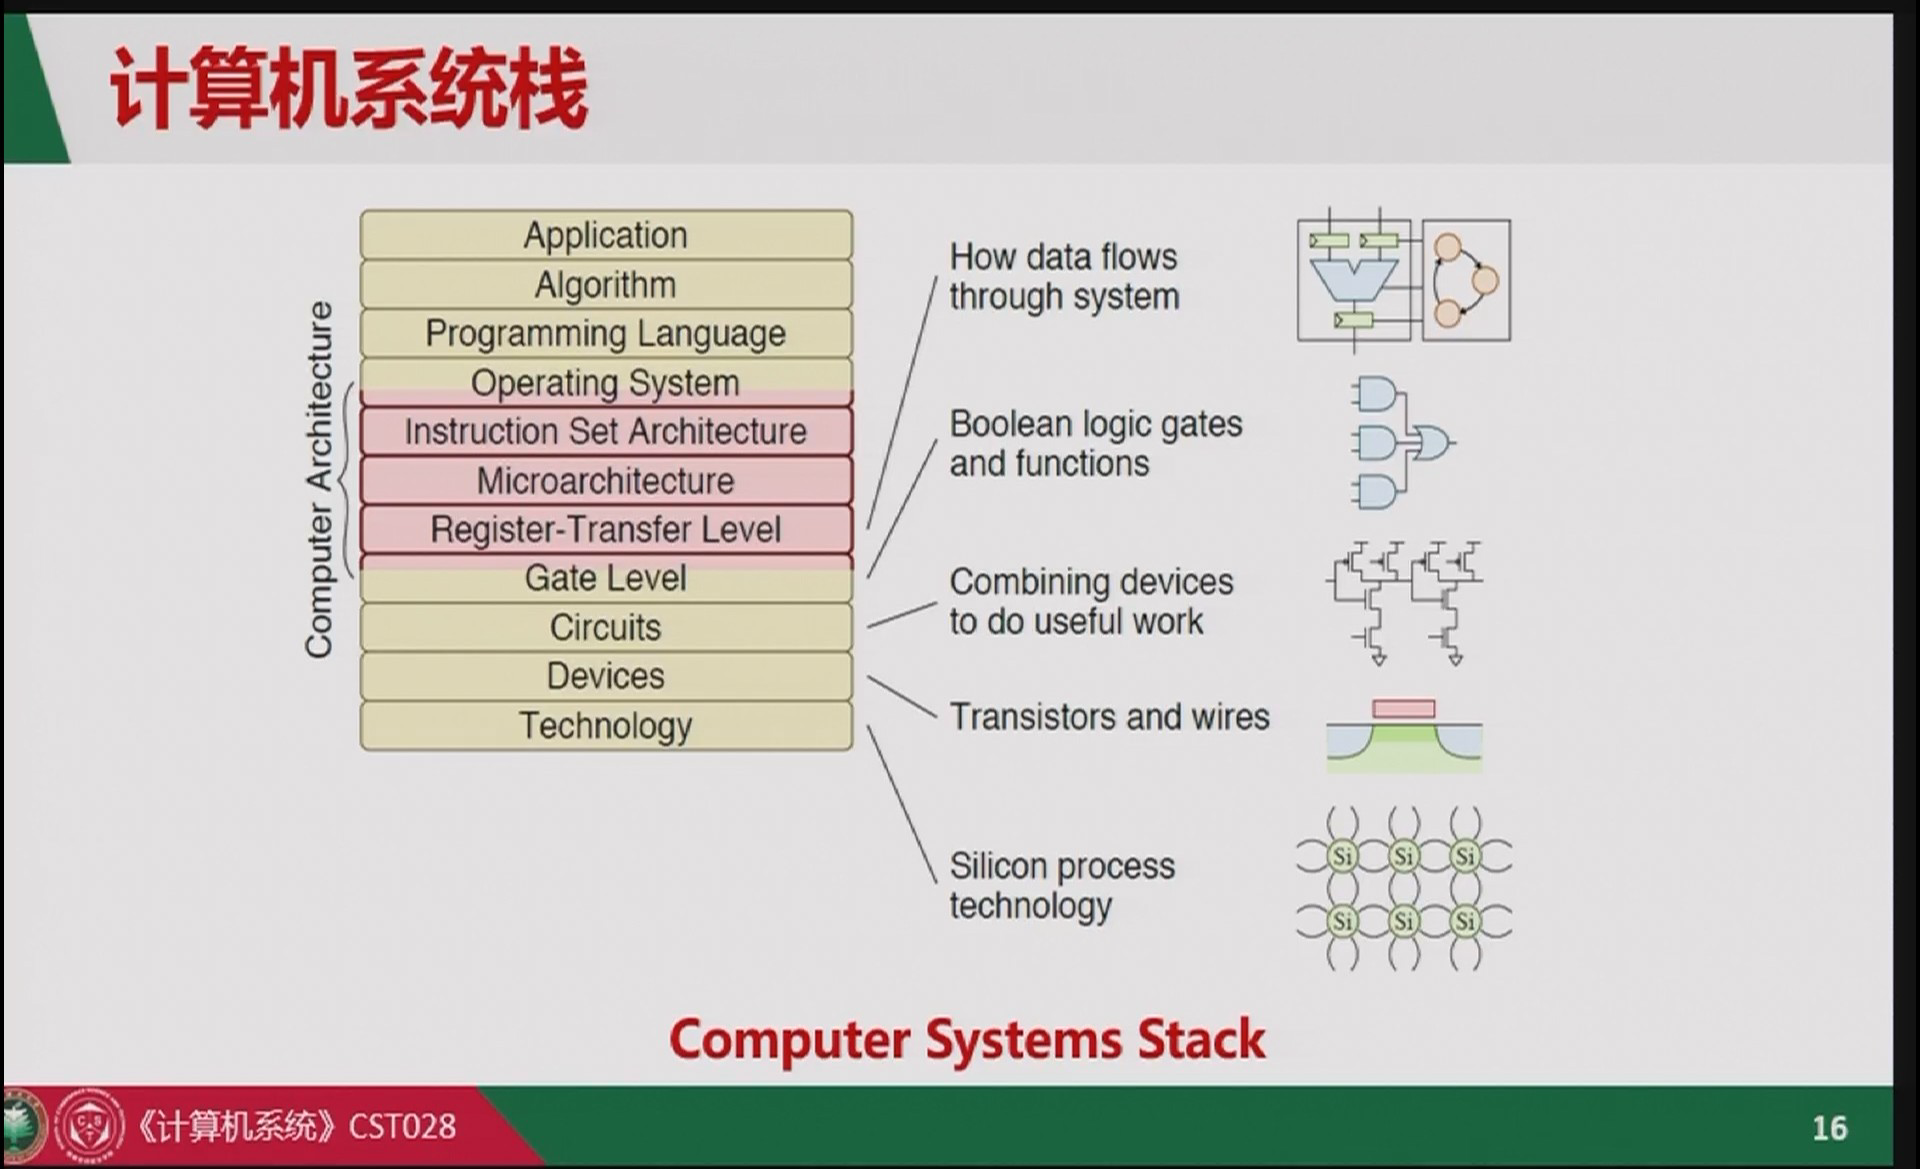 计算机系统栈
Computer Architecture
Application
Algorithm
Programming Language
Operating System
Instruction Set Architecture
Microarchitecture
Register-Transfer Level
Gate Level
Circuits
Devices
Technology
How data flows
through system
Boolean logic gates
and functions
Combining devices
to do useful work
Transistors and wires
Silicon process
technology
Si Si Si
Si Si Si
Computer Systems Stack
《计算机系统》CST028
16